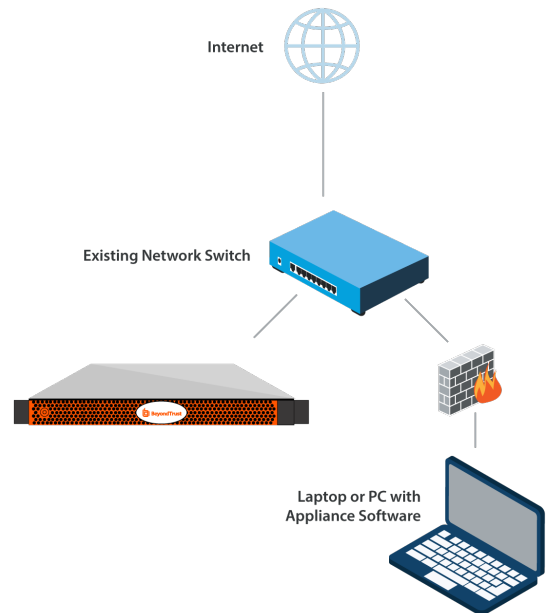 Internet
Existing Network Switch
BeyondTrust
Laptop or PC with
Appliance Software